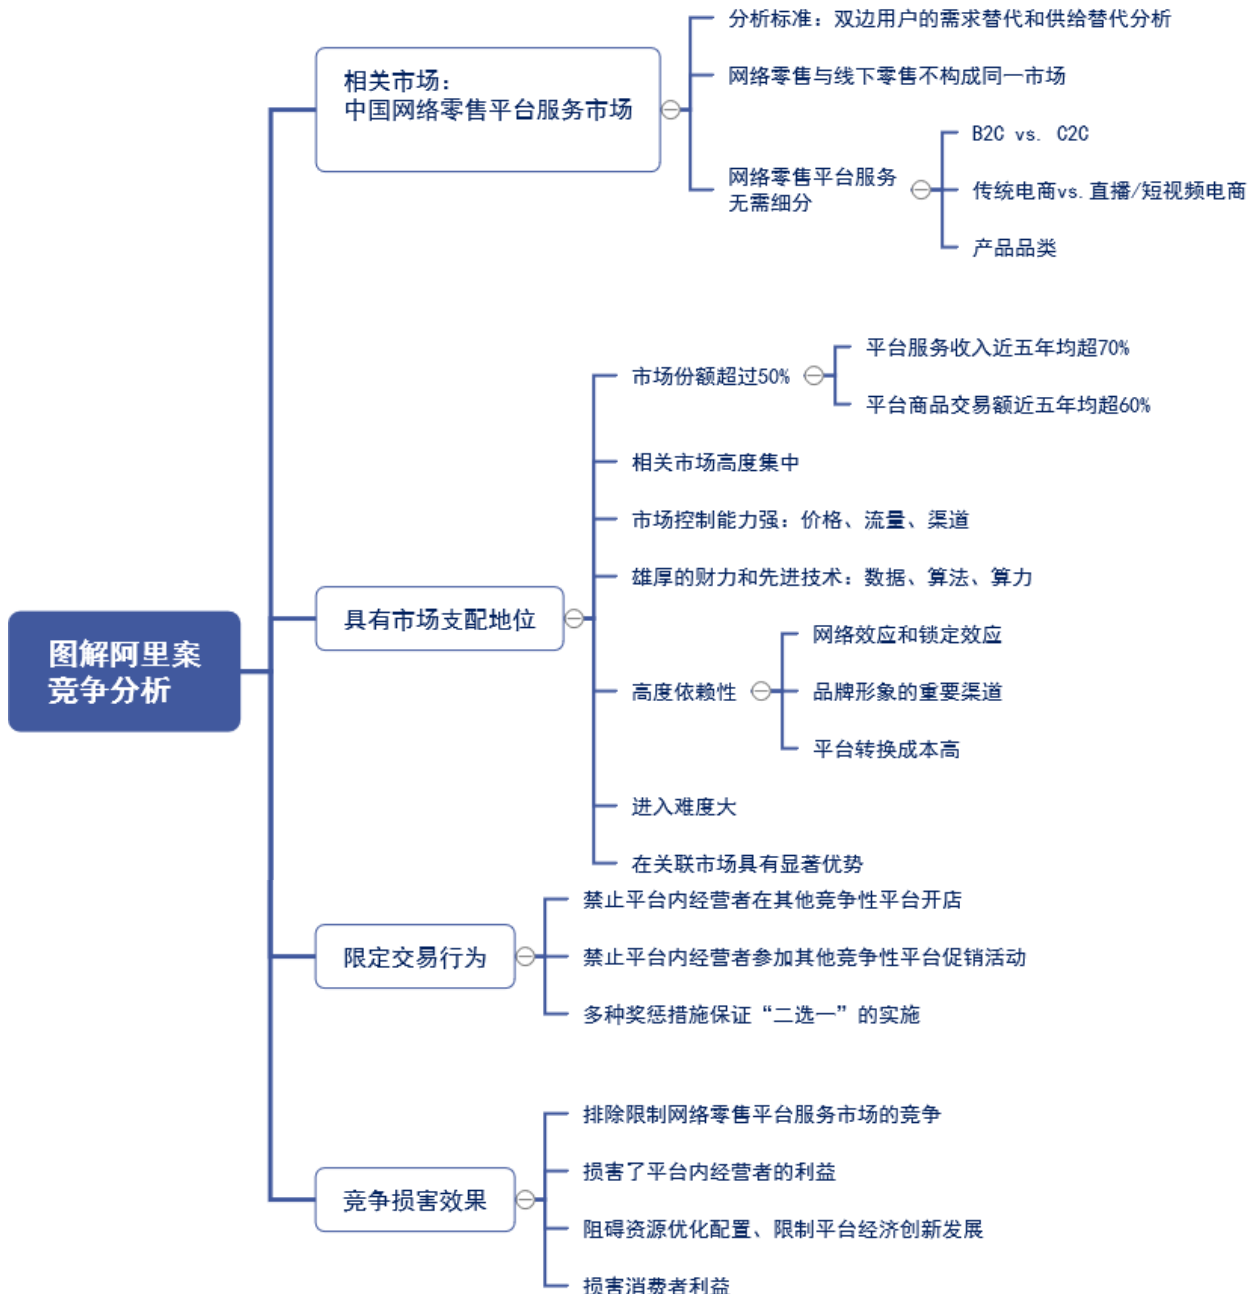 图解阿里案
竞争分析
相关市场：
中国网络零售平台服务市场
分析标准：双边用户的需求替代和供给替代分析
网络零售与线下零售不构成同一市场
网络零售平台服务
无需细分
B2C vs. C2C
传统电商vs.直播/短视频电商
产品品类
具有市场支配地位
市场份额超过50%
平台服务收入近五年均超70%
平台商品交易额近五年均超60%
相关市场高度集中
市场控制能力强：价格、流量、渠道
雄厚的财力和先进技术：数据、算法、算力
高度依赖性
网络效应和锁定效应
品牌形象的重要渠道
平台转换成本高
进入难度大
在关联市场具有显著优势
限定交易行为
禁止平台内经营者在其他竞争性平台开店
禁止平台内经营者参加其他竞争性平台促销活动
多种奖惩措施保证“二选一”的实施
竞争损害效果
排除限制网络零售平台服务市场的竞争
损害了平台内经营者的利益
阻碍资源优化配置、限制平台经济创新发展
损害消费者利益